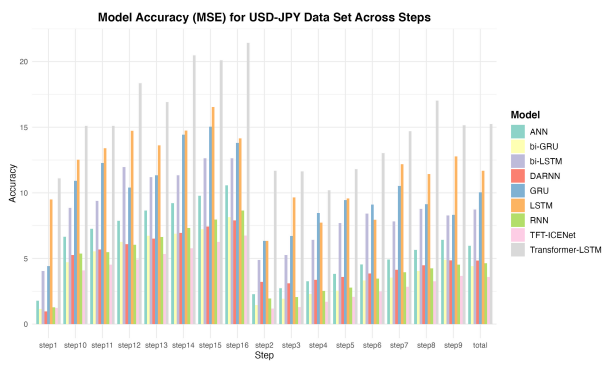 Model Accuracy (MSE) for USD-JPY Data Set Across Steps
Accuracy
20
15
10
5
0
step1 step10 step11 step12 step13 step14 step15 step16 step2 step3 step4 step5 step6 step7 step8 step9 total
Step
Model
ANN
bi-GRU
bi-LSTM
DARNN
GRU
LSTM
RNN
TFT-ICENet
Transformer-LSTM